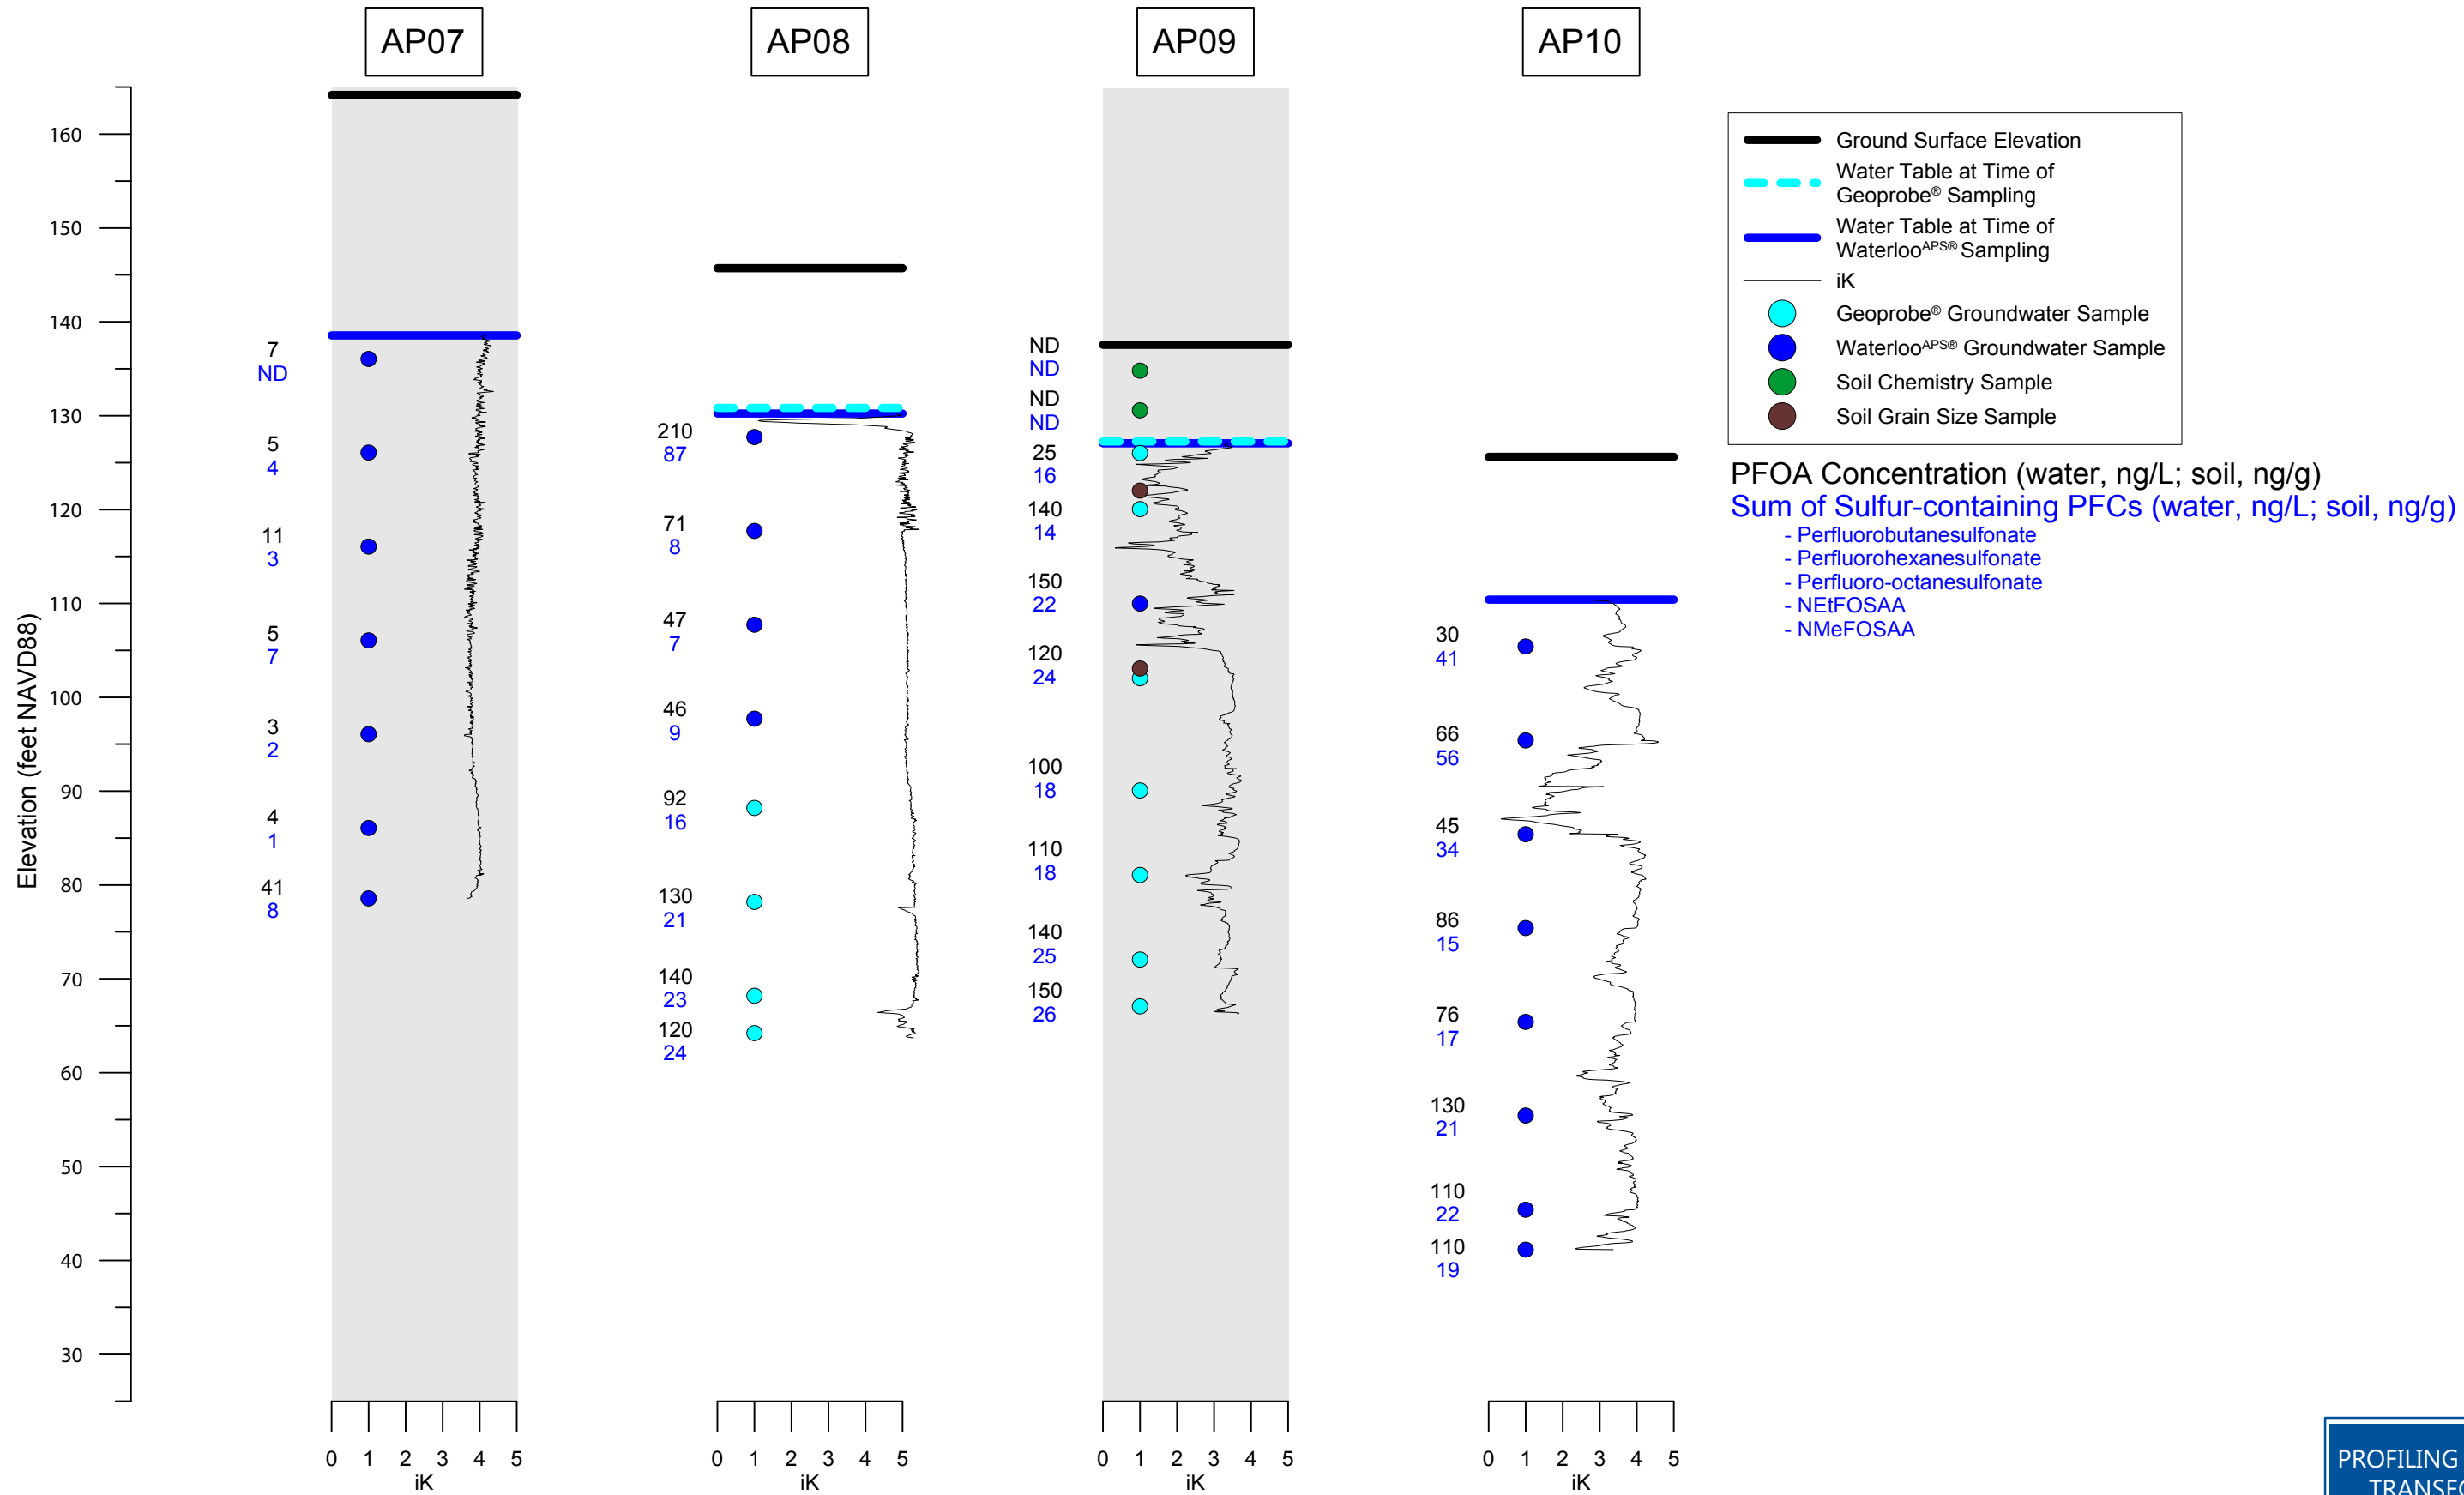 AP07
AP08
AP09
AP10
Elevation (feet NAVD88)
160
150
140
130
120
110
100
90
80
70
60
50
40
30
7
ND
5
4
11
3
5
7
3
2
4
1
41
8
0 1 2 3 4 5
iK
210
87
71
8
47
7
46
9
92
16
130
21
140
23
120
24
0 1 2 3 4 5
iK
ND
ND
ND
ND
25
16
140
14
150
22
120
24
100
18
110
18
140
25
150
26
0 1 2 3 4 5
iK
30
41
66
56
45
34
86
15
76
17
130
21
110
22
110
19
0 1 2 3 4 5
iK
Ground Surface Elevation
Water Table at Time of
Geoprobe® Sampling
Water Table at Time of
Waterloo^APS® Sampling
iK
Geoprobe® Groundwater Sample
Waterloo^APS® Groundwater Sample
Soil Chemistry Sample
Soil Grain Size Sample
PFOA Concentration (water, ng/L; soil, ng/g)
Sum of Sulfur-containing PFCs (water, ng/L; soil, ng/g)
- Perfluorobutanesulfonate
- Perfluorohexanesulfonate
- Perfluoro-octanesulfonate
- NEtFOSAA
- NMeFOSAA
PROFILING